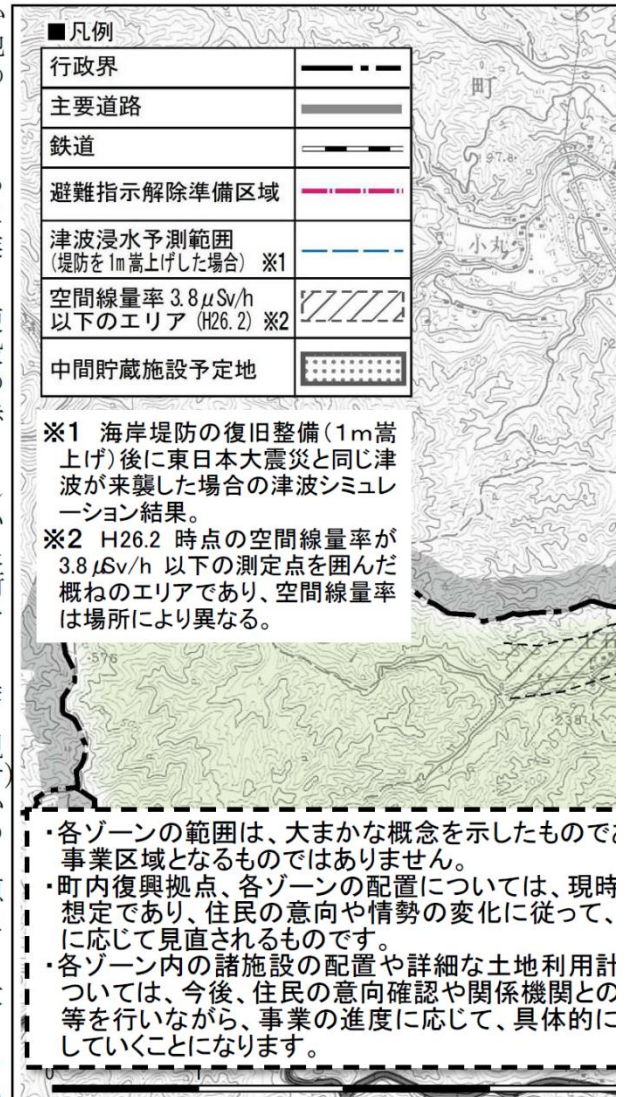 ■凡例
行政界
主要道路
鉄道
避難指示解除準備区域
津波浸水予測範囲
(堤防を1m嵩上げした場合) ※1
空間線量率 3.8μSv/h
以下のエリア (H26.2) ※2
中間貯蔵施設予定地
町
197.8
小丸
※1 海岸堤防の復旧整備(1m嵩
上げ)後に東日本大震災と同じ津
波が来襲した場合の津波シミュレ
ーション結果。
※2 H26.2 時点の空間線量率が
3.8μSv/h 以下の測定点を囲んだ
概ねのエリアであり、空間線量率
は場所により異なる。
576
238
・各ゾーンの範囲は、大まかな概念を示したもので
事業区域となるものではありません。
・町内復興拠点、各ゾーンの配置については、現時
想定であり、住民の意向や情勢の変化に従って、
に応じて見直されるものです。
・各ゾーン内の諸施設の配置や詳細な土地利用計
ついては、今後、住民の意向確認や関係機関との
等を行いながら、事業の進度に応じて、具体的に
していくことになります。
0 1